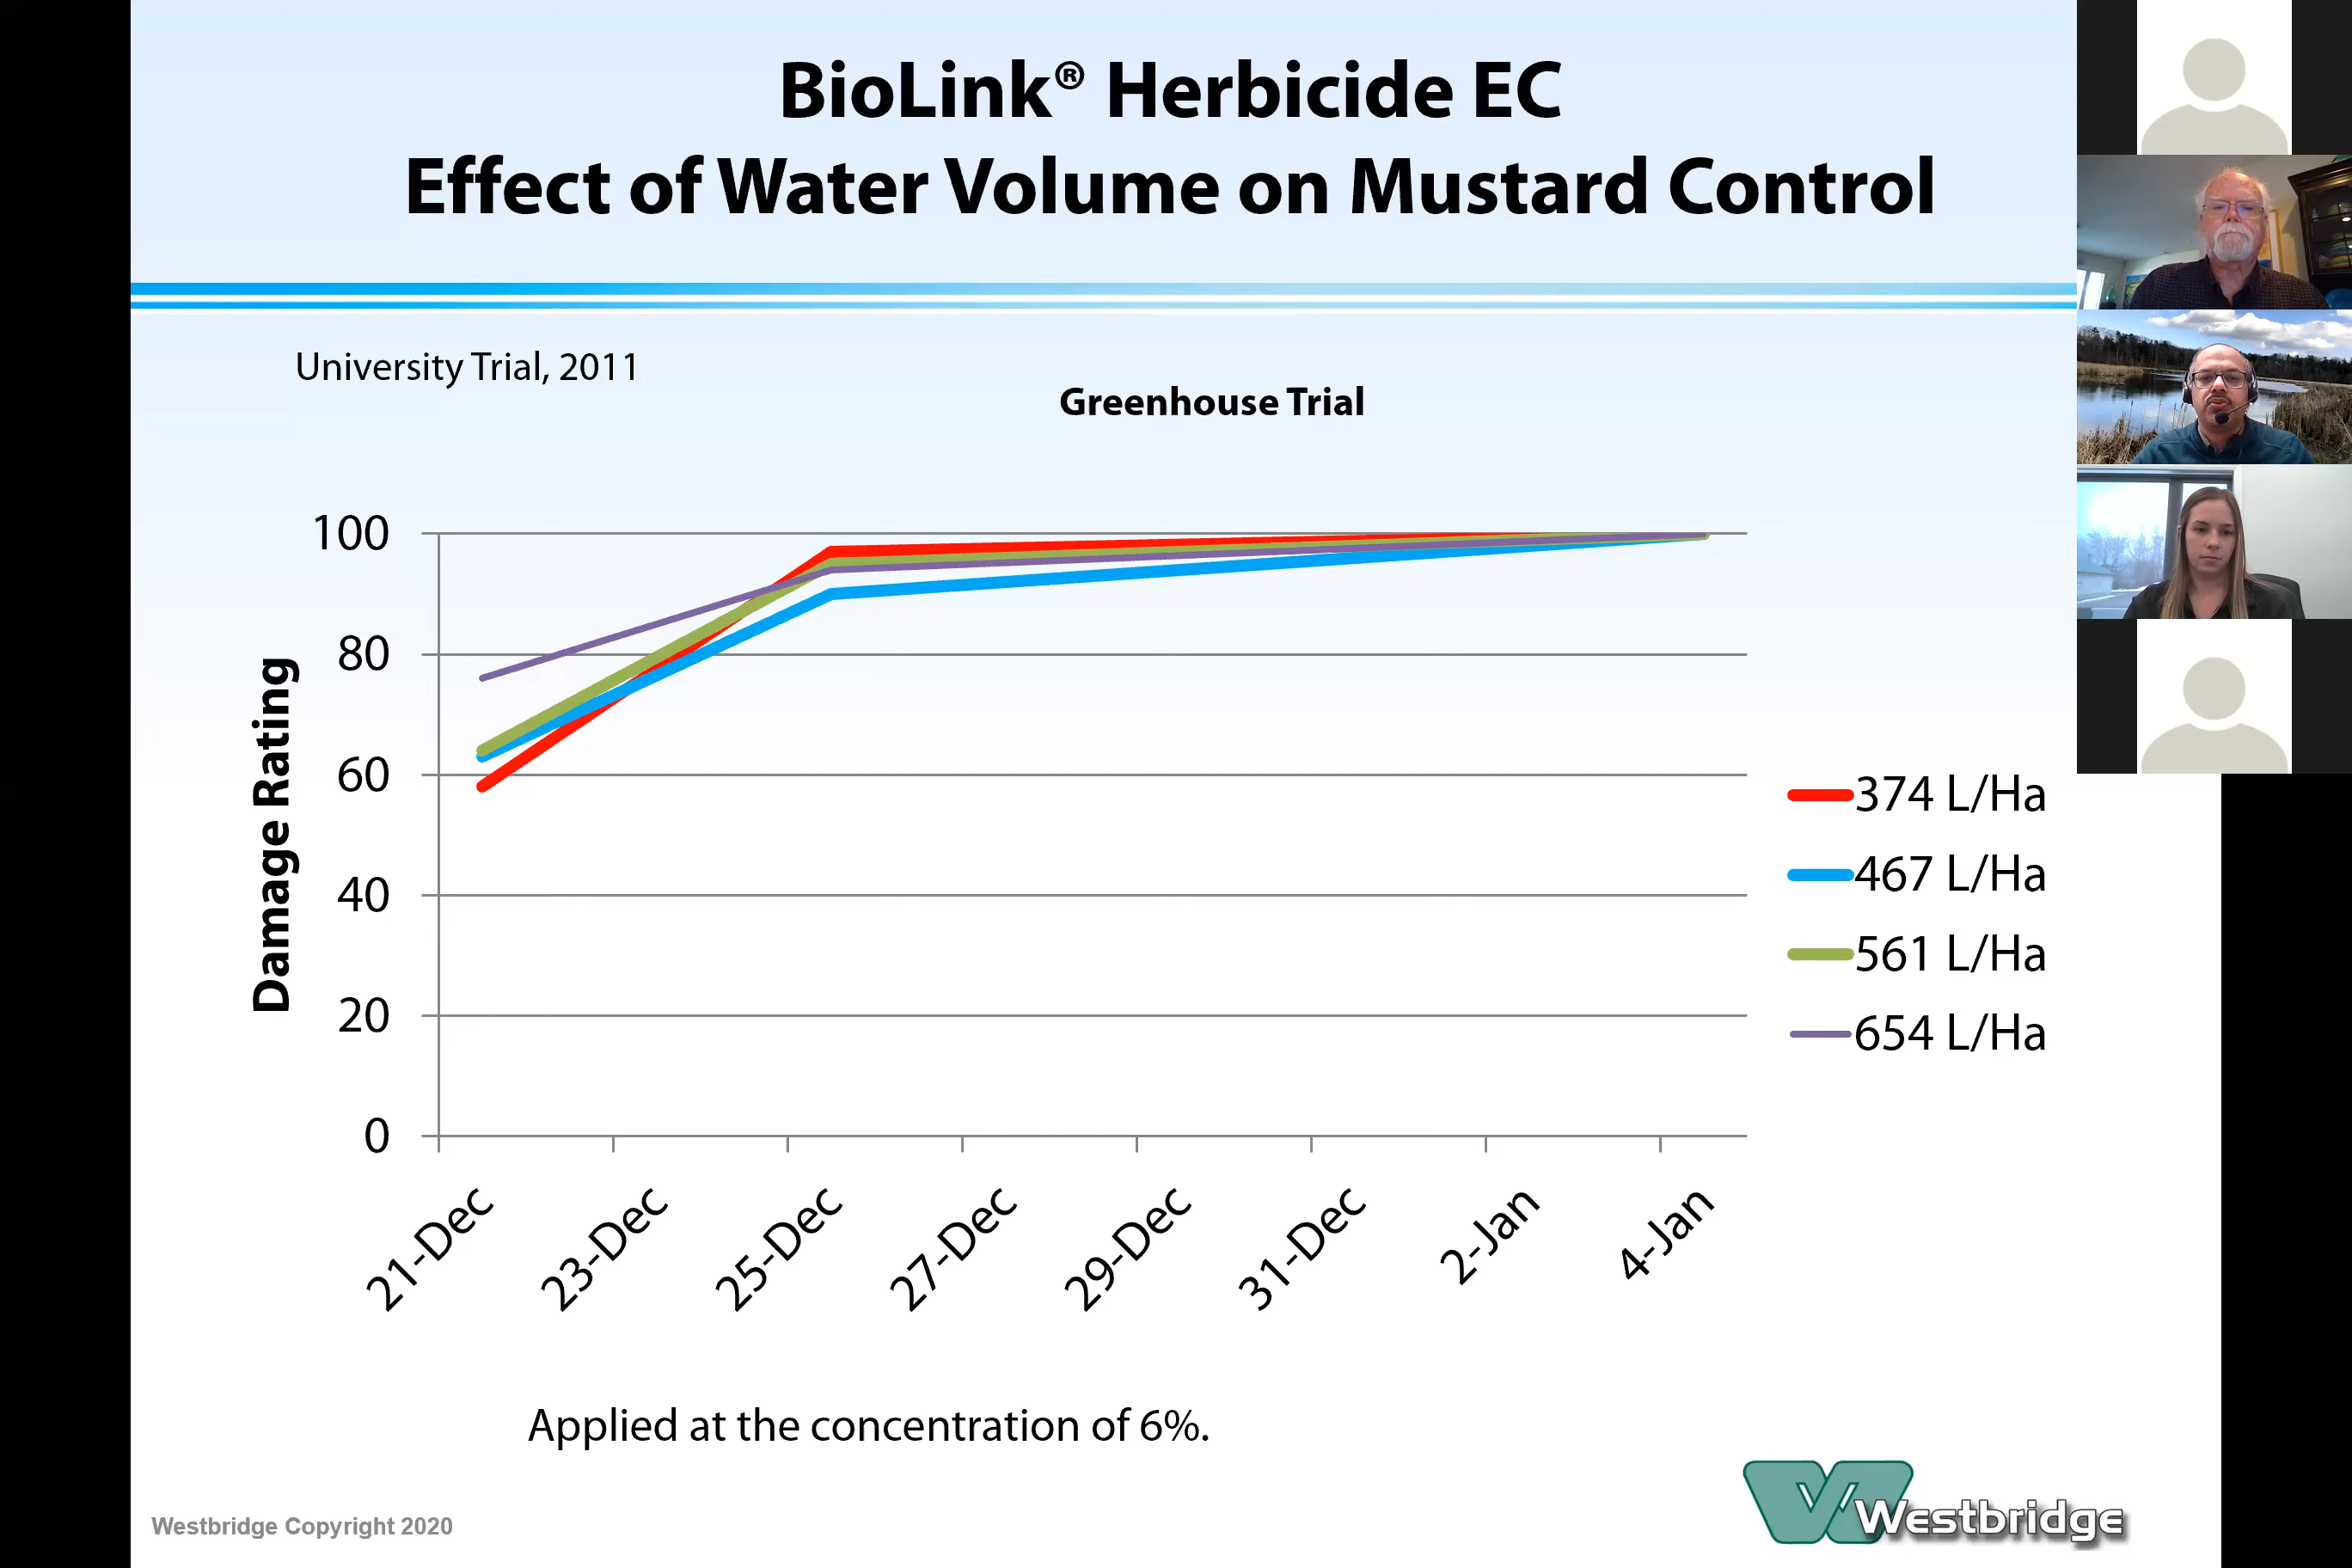 BioLink® Herbicide EC
Effect of Water Volume on Mustard Control
University Trial, 2011
Greenhouse Trial
Damage Rating
100
80
60
40
20
0
21-Dec
23-Dec
25-Dec
27-Dec
29-Dec
31-Dec
2-Jan
4-Jan
374 L/Ha
467 L/Ha
561 L/Ha
654 L/Ha
Applied at the concentration of 6%.
Westbridge Copyright 2020
Westbridge